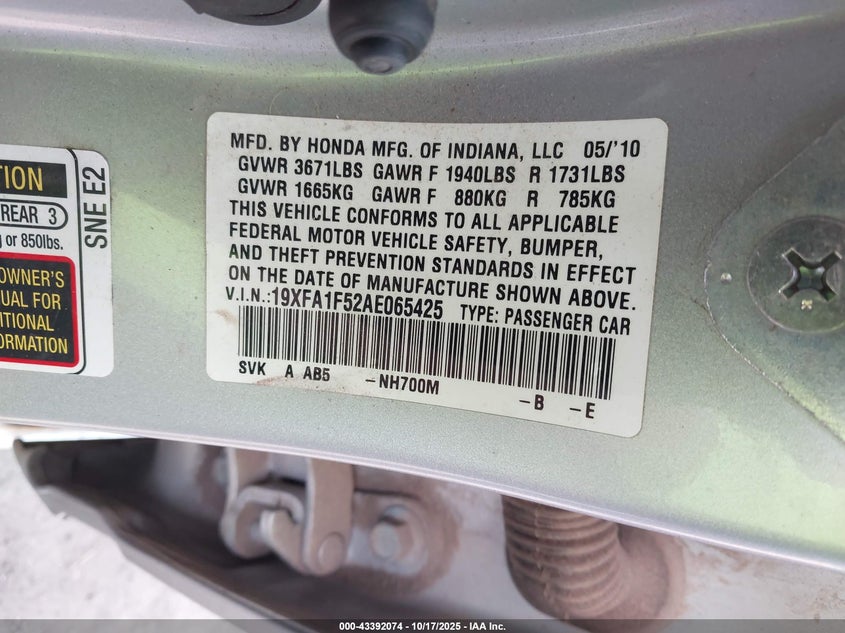 TION
REAR 3
g or 850lbs.
OWNER'S
UAL FOR
ITIONAL
ORMATION
SNE E2
MFD. BY HONDA MFG. OF INDIANA, LLC 05/'10
GVWR 3671LBS GAWR F 1940LBS R 1731LBS
GVWR 1665KG GAWR F 880KG R 785KG
THIS VEHICLE CONFORMS TO ALL APPLICABLE
FEDERAL MOTOR VEHICLE SAFETY, BUMPER,
AND THEFT PREVENTION STANDARDS IN EFFECT
ON THE DATE OF MANUFACTURE SHOWN ABOVE.
V.I.N.:19XFA1F52AE065425 TYPE: PASSENGER CAR
SVK A AB5 -NH700M
-B -E
000-43392074 - 10/17/2025 - IAA Inc.